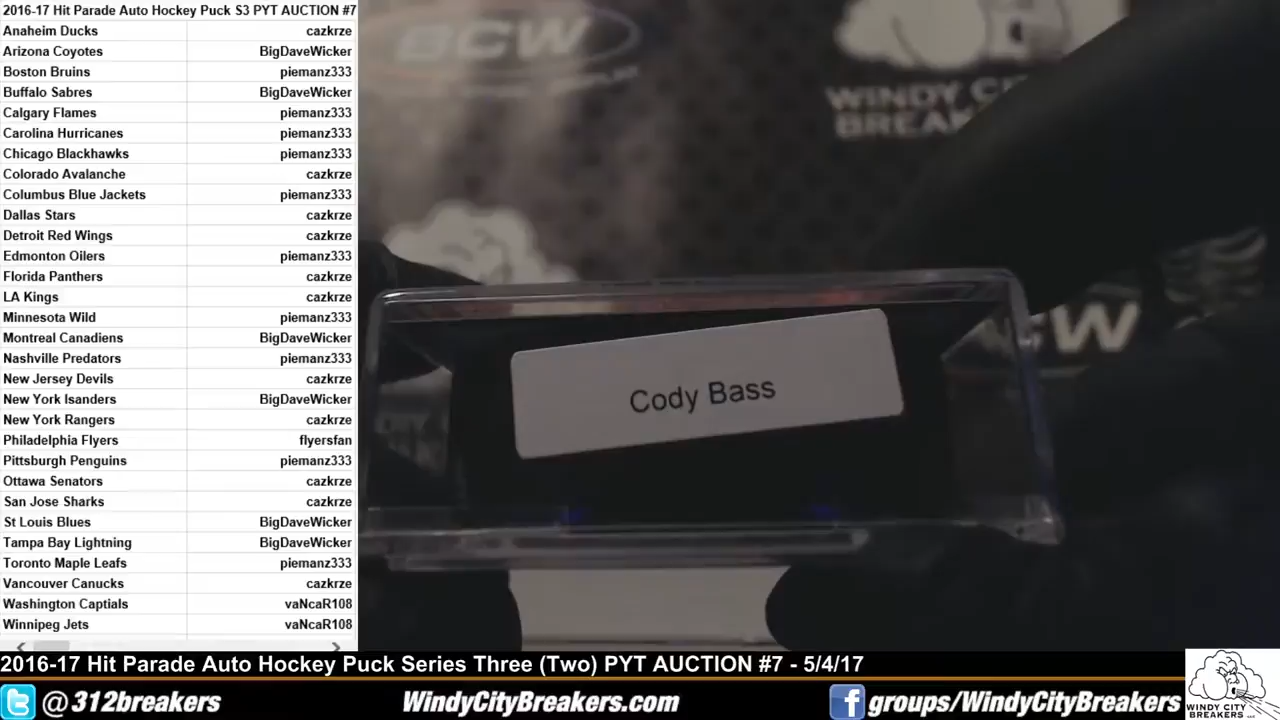 2016-17 Hit Parade Auto Hockey Puck S3 PYT AUCTION #7
Anaheim Ducks cazkrze
Arizona Coyotes BigDaveWicker
Boston Bruins piemanz333
Buffalo Sabres BigDaveWicker
Calgary Flames piemanz333
Carolina Hurricanes piemanz333
Chicago Blackhawks piemanz333
Colorado Avalanche cazkrze
Columbus Blue Jackets piemanz333
Dallas Stars cazkrze
Detroit Red Wings cazkrze
Edmonton Oilers piemanz333
Florida Panthers cazkrze
LA Kings cazkrze
Minnesota Wild piemanz333
Montreal Canadiens BigDaveWicker
Nashville Predators piemanz333
New Jersey Devils cazkrze
New York Isanders BigDaveWicker
New York Rangers cazkrze
Philadelphia Flyers flyersfan
Pittsburgh Penguins piemanz333
Ottawa Senators cazkrze
San Jose Sharks cazkrze
St Louis Blues BigDaveWicker
Tampa Bay Lightning BigDaveWicker
Toronto Maple Leafs piemanz333
Vancouver Canucks cazkrze
Washington Captials vaNcaR108
Winnipeg Jets vaNcaR108
WINDY C
BREAK
CW
Cody Bass
2016-17 Hit Parade Auto Hockey Puck Series Three (Two) PYT AUCTION #7 - 5/4/17
@312breakers WindyCityBreakers.com groups/WindyCityBreakers
WINDY CITY
BREAKERS LLC